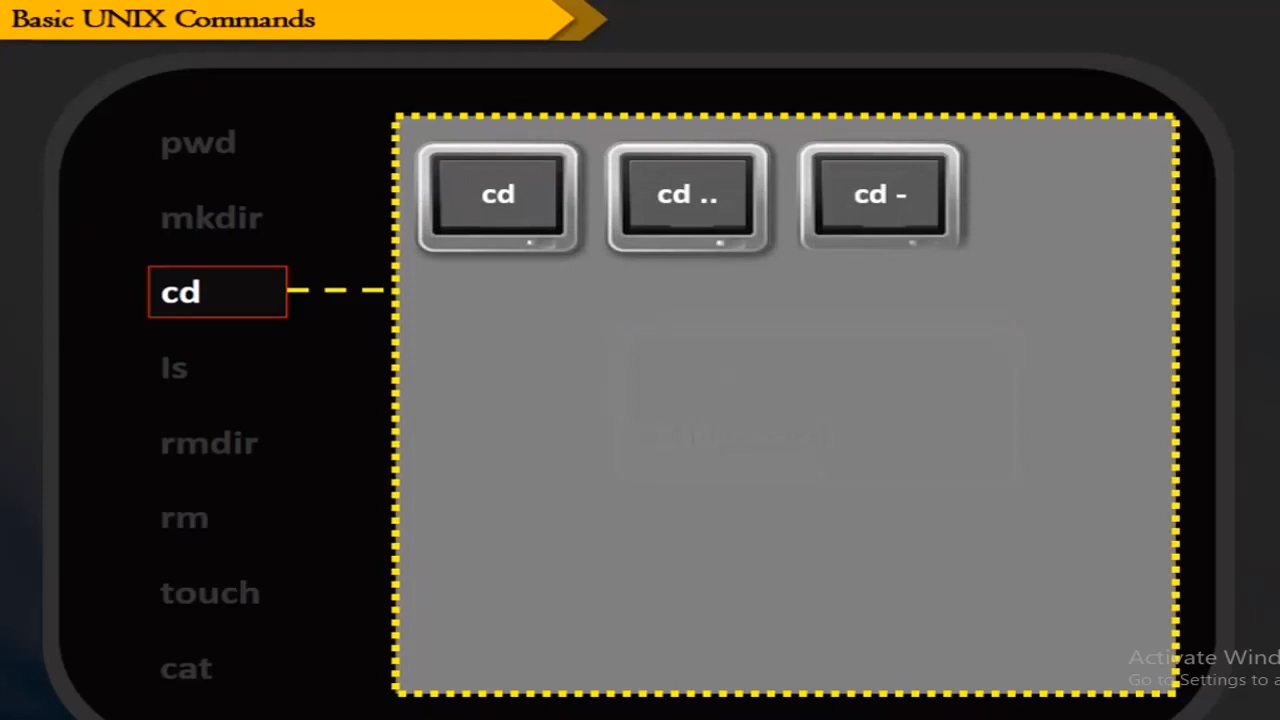 Basic UNIX Commands
pwd
mkdir
cd
ls
rmdir
rm
touch
cat
cd
cd ..
cd -
Activate Wind
Go to Settings to a